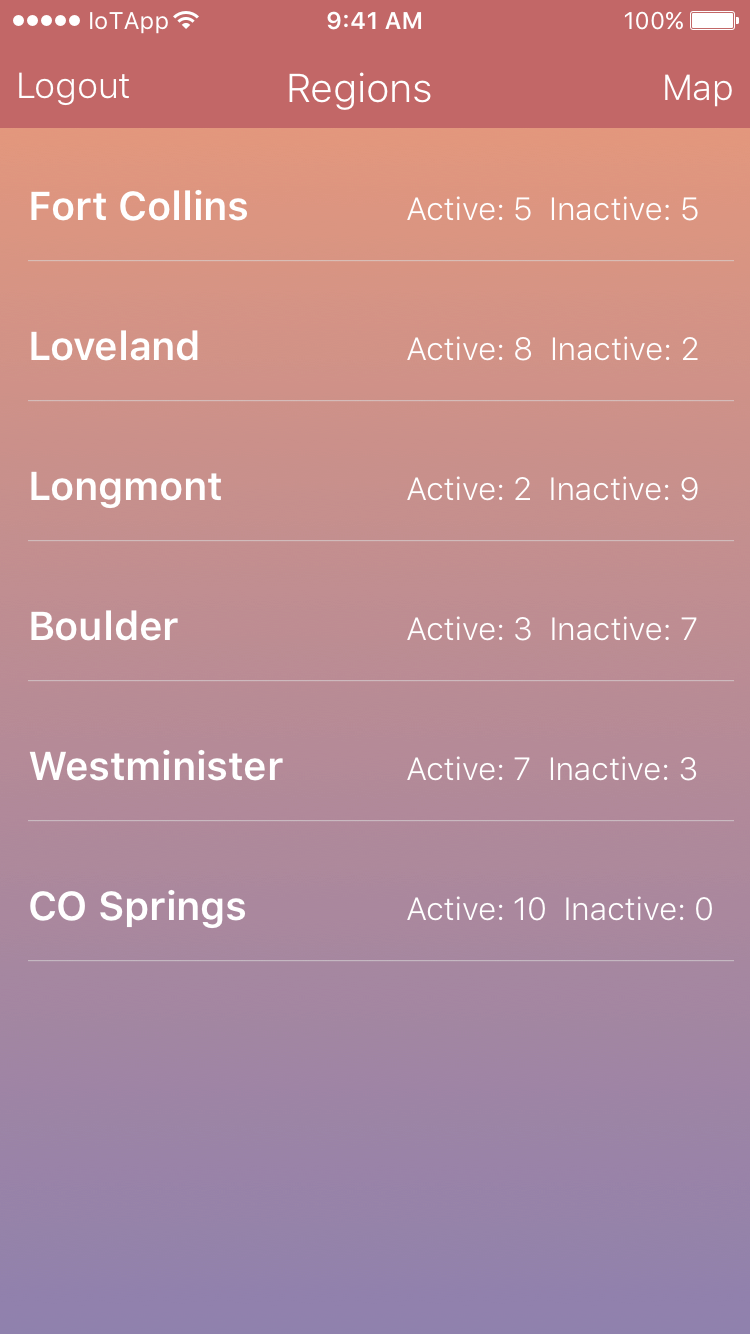 IoTApp 9:41 AM 100%
Logout Regions Map
Fort Collins Active: 5 Inactive: 5
Loveland Active: 8 Inactive: 2
Longmont Active: 2 Inactive: 9
Boulder Active: 3 Inactive: 7
Westminister Active: 7 Inactive: 3
CO Springs Active: 10 Inactive: 0